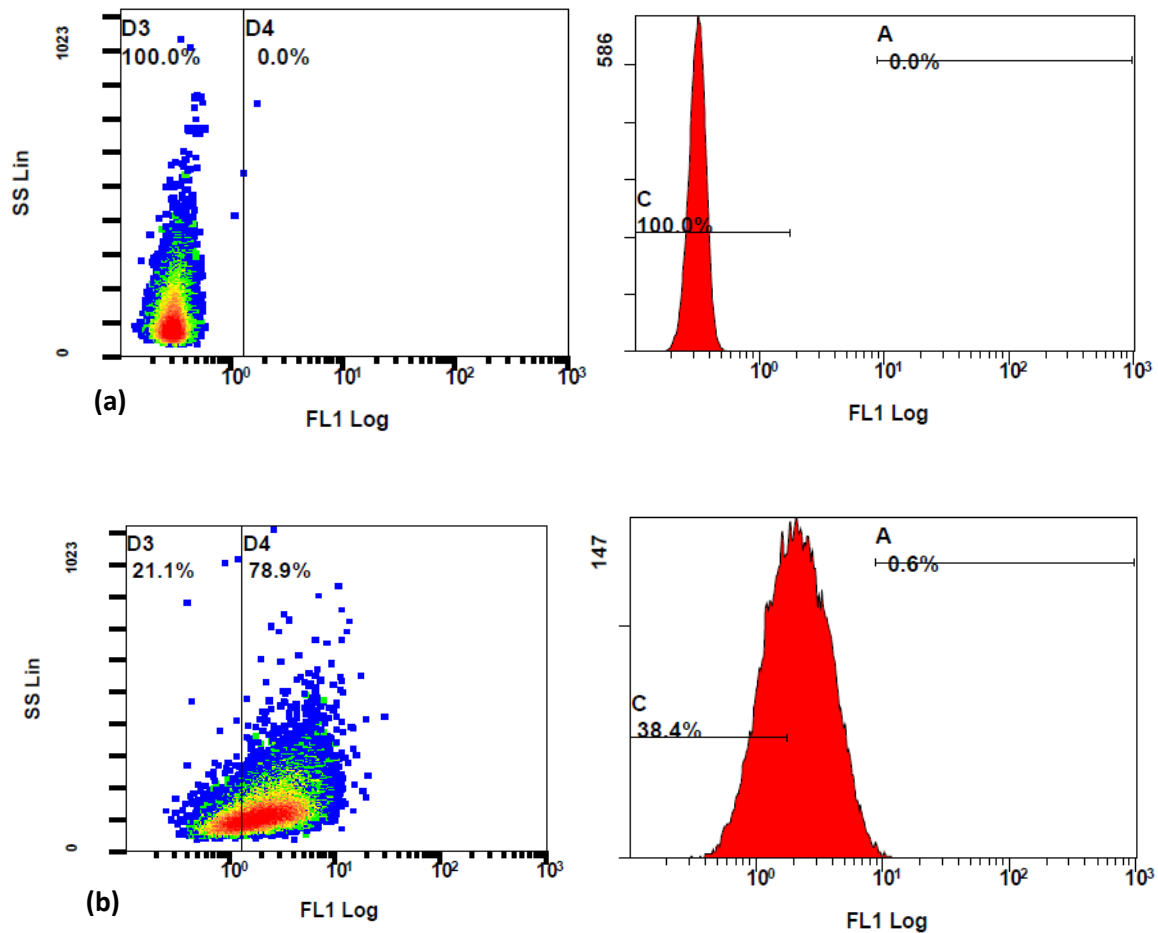 D3 D4
100.0% 0.0%
1023
0
SS Lin
10⁰ 10¹ 10² 10³
FL1 Log
(a)
A
0.0%
586
C
100.0%
10⁰ 10¹ 10² 10³
FL1 Log
D3 D4
21.1% 78.9%
1023
0
SS Lin
10⁰ 10¹ 10² 10³
FL1 Log
(b)
A
0.6%
147
C
38.4%
10⁰ 10¹ 10² 10³
FL1 Log